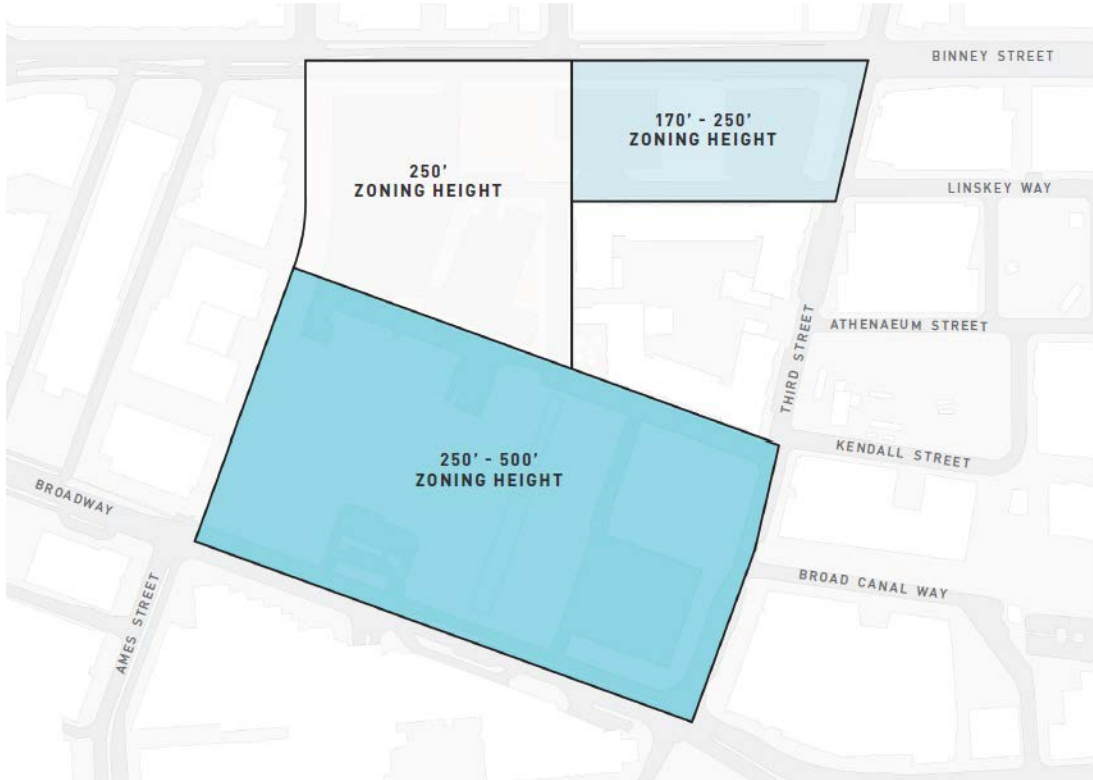 BINNEY STREET
170' - 250'
ZONING HEIGHT
250'
ZONING HEIGHT
LINSKEY WAY
ATHENAEUM STREET
THIRD STREET
KENDALL STREET
250' - 500'
ZONING HEIGHT
BROADWAY
BROAD CANAL WAY
AMES STREET